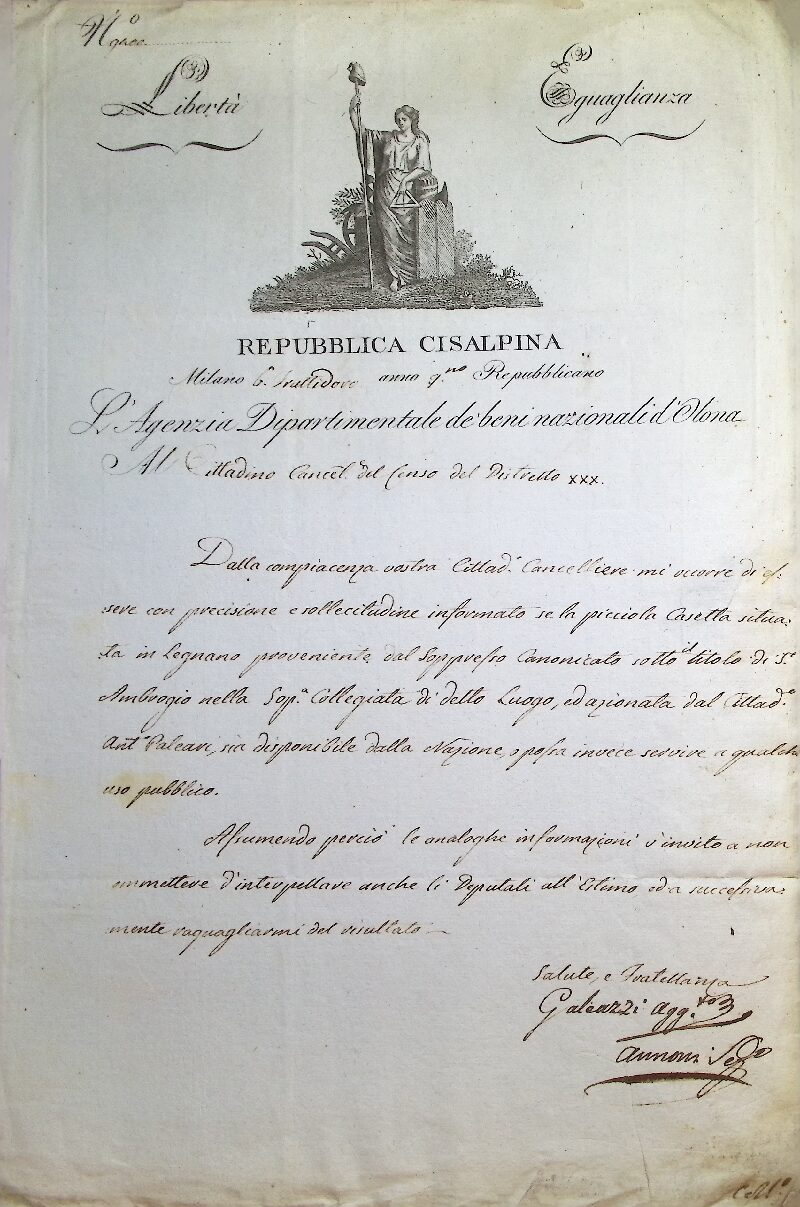 N.o
Libertà
Eguaglianza
REPUBBLICA CISALPINA
Milano 6. Fruttidoro anno 9.no Repubblicano
L'Agenzia Dipartimentale de' beni nazionali d'Olona
Al Cittadino Cancel.e del Censo del Distretto XXX.
Dalla compiacenza vostra Cittad.o Cancelliere mi occorre di es-
sere con precisione e sollecitudine informato se la picciola Casetta situa-
ta in Legnano proveniente dal Soppresso Canonicato sotto il titolo di S.t
Ambrogio nella Sop.a Collegiata di detto Luogo, ed azionata dal Cittad.o
Ant.o Paleari, sia disponibile dalla Nazione, o possa invece servire a qualche
uso pubblico.
Assumendo perciò le analoghe informazioni v'invito a non
ommettere d'interpellare anche li Deputati all'Estimo ed a successiva-
mente raguagliarmi del risultato
Salute, e Fratellanza
Galeazzi Agg.to
Annoni Seg.o